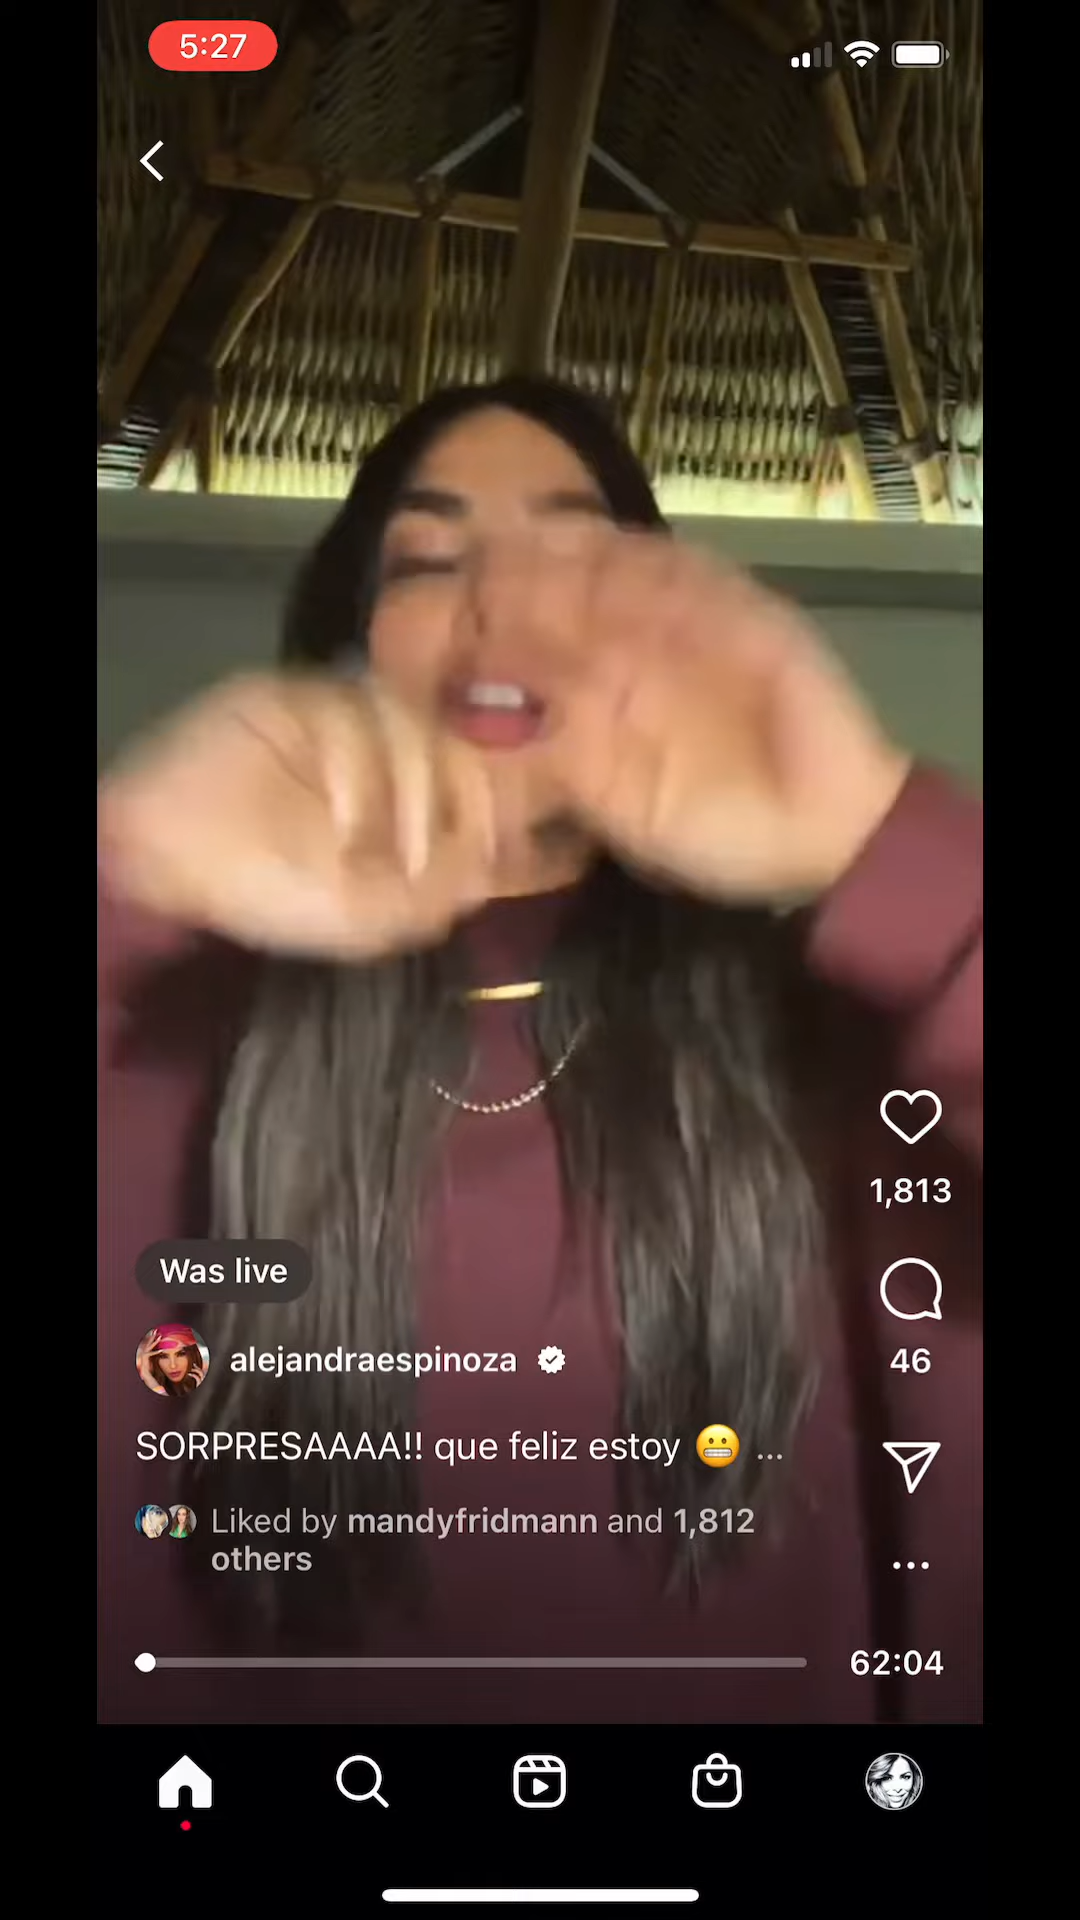 5:27
1,813
Was live
alejandraespinoza
46
SORPRESAAAA!! que feliz estoy 😬 ...
Liked by mandyfridmann and 1,812
others
62:04